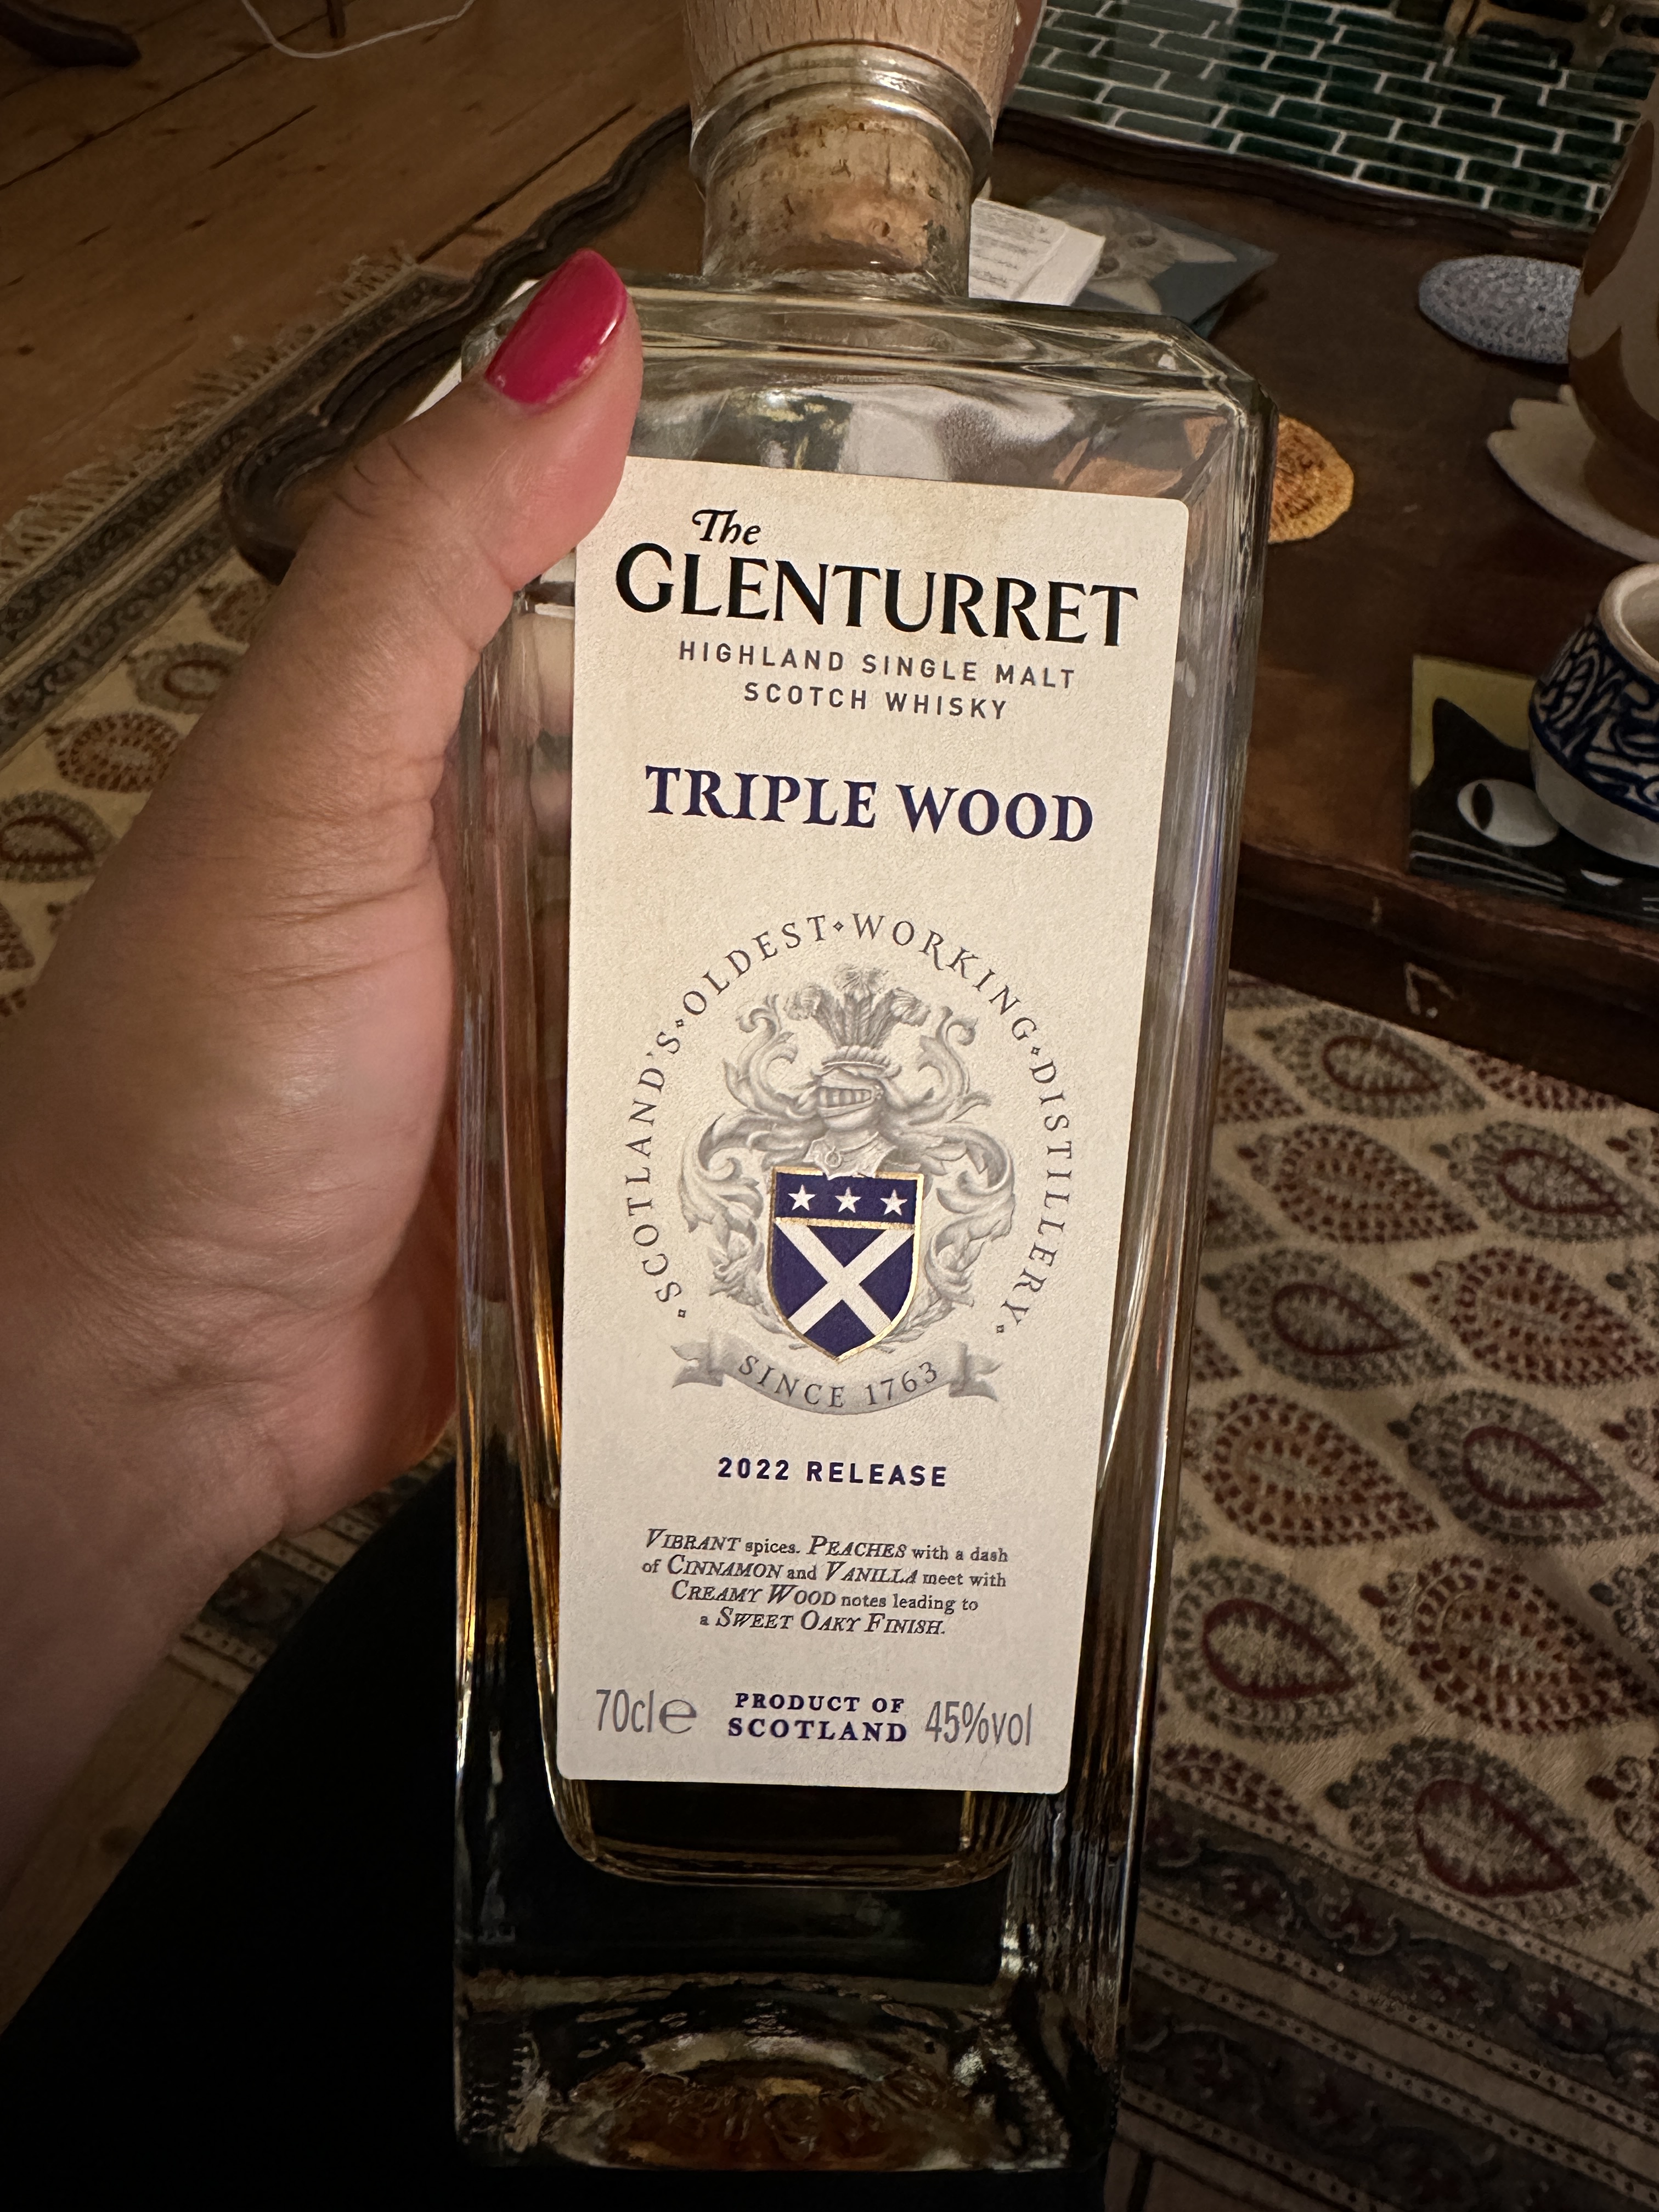 The
GLENTURRET
HIGHLAND SINGLE MALT
SCOTCH WHISKY
TRIPLE WOOD
SCOTLAND'S • OLDEST • WORKING • DISTILLERY
SINCE 1763
2022 RELEASE
VIBRANT spices. PEACHES with a dash
of CINNAMON and VANILLA meet with
CREAMY WOOD notes leading to
a SWEET OAKY FINISH.
70cl ℮
PRODUCT OF
SCOTLAND
45%vol